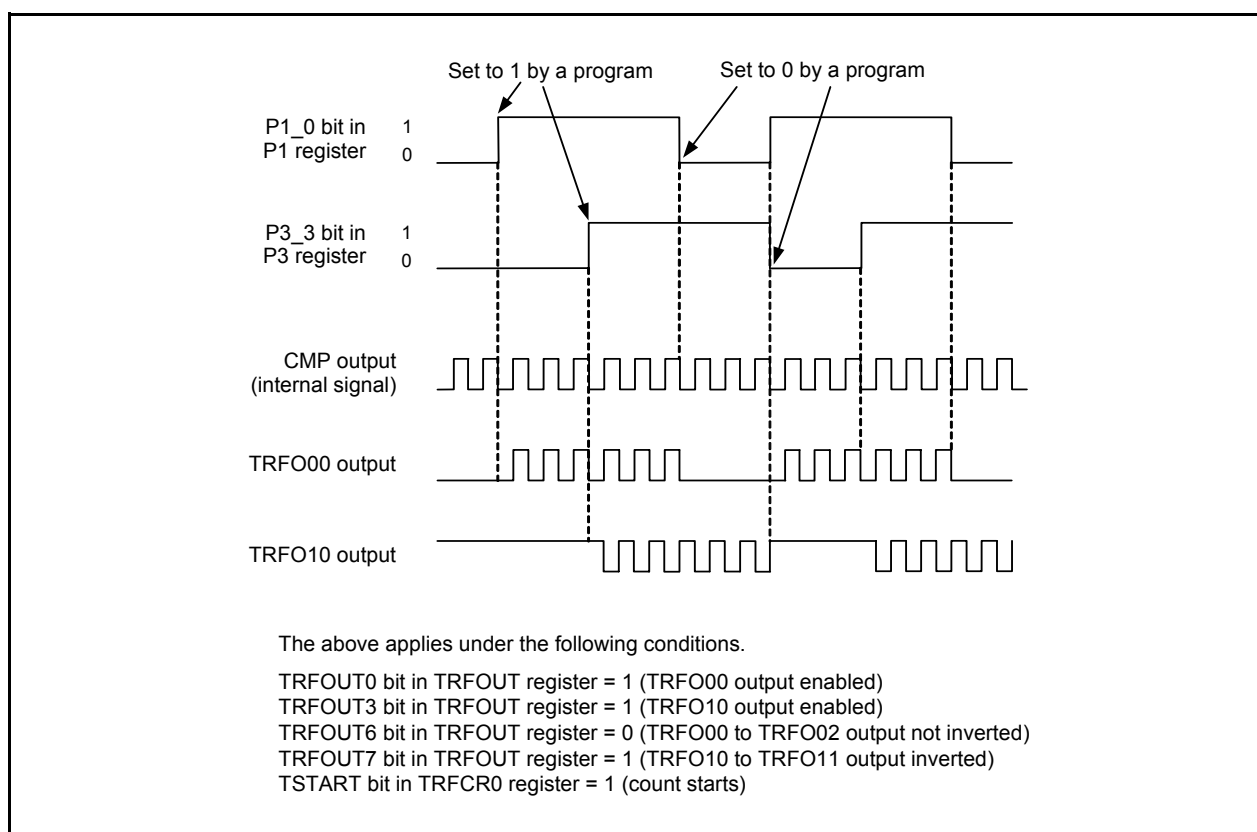 Set to 1 by a program
Set to 0 by a program
P1_0 bit in
P1 register
1
0
P3_3 bit in
P3 register
1
0
CMP output
(internal signal)
TRFO00 output
TRFO10 output
The above applies under the following conditions.
TRFOUT0 bit in TRFOUT register = 1 (TRFO00 output enabled)
TRFOUT3 bit in TRFOUT register = 1 (TRFO10 output enabled)
TRFOUT6 bit in TRFOUT register = 0 (TRFO00 to TRFO02 output not inverted)
TRFOUT7 bit in TRFOUT register = 1 (TRFO10 to TRFO11 output inverted)
TSTART bit in TRFCR0 register = 1 (count starts)